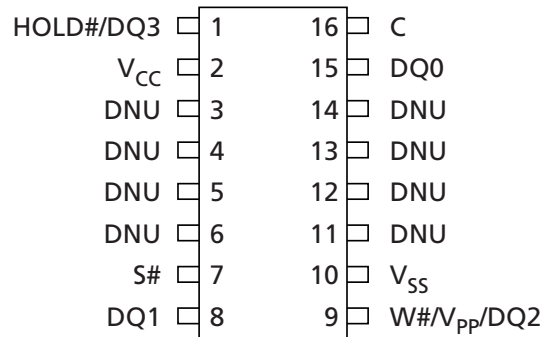 HOLD#/DQ3 1 16 C
VCC 2 15 DQ0
DNU 3 14 DNU
DNU 4 13 DNU
DNU 5 12 DNU
DNU 6 11 DNU
S# 7 10 VSS
DQ1 8 9 W#/VPP/DQ2